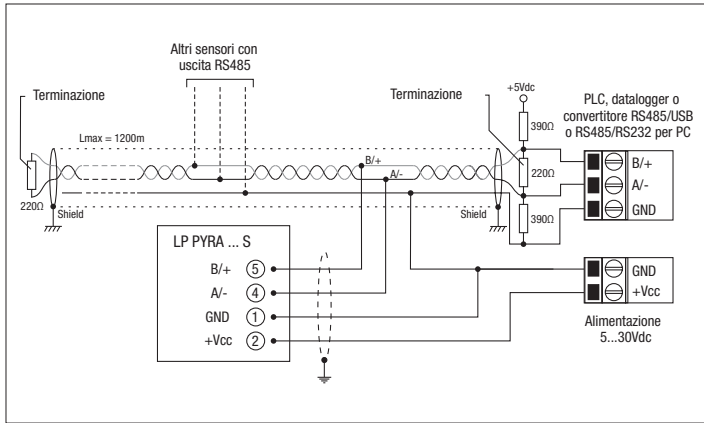 Altri sensori con
uscita RS485
Terminazione
Terminazione
+5Vdc
PLC, datalogger o
convertitore RS485/USB
o RS485/RS232 per PC
Lmax = 1200m
390Ω
B/+
B/+
A/-
220Ω
A/-
220Ω
Shield
Shield
390Ω
GND
LP PYRA ... S
B/+ 5
A/- 4
GND 1
+Vcc 2
GND
+Vcc
Alimentazione
5...30Vdc